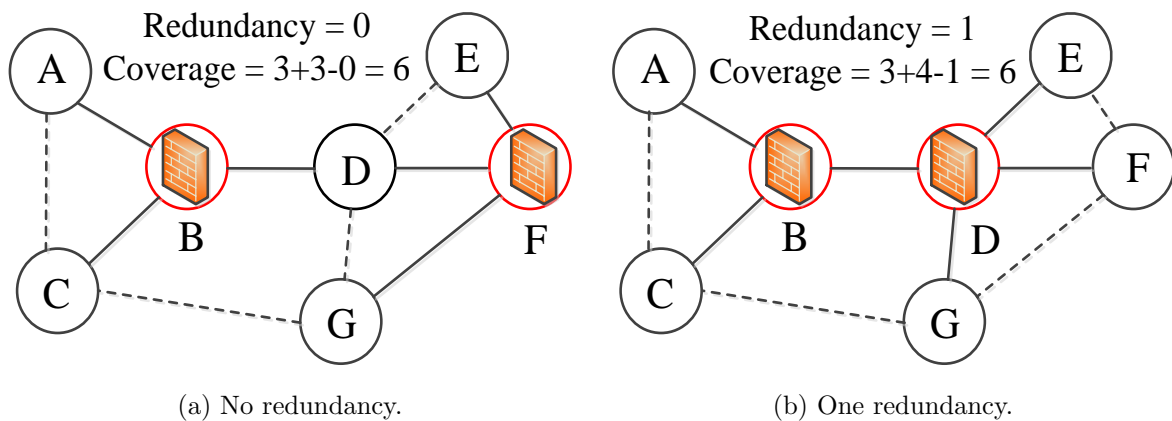 Redundancy = 0
Coverage = 3+3-0 = 6
A
E
D
B
F
C
G
(a) No redundancy.
Redundancy = 1
Coverage = 3+4-1 = 6
A
E
F
B
D
C
G
(b) One redundancy.